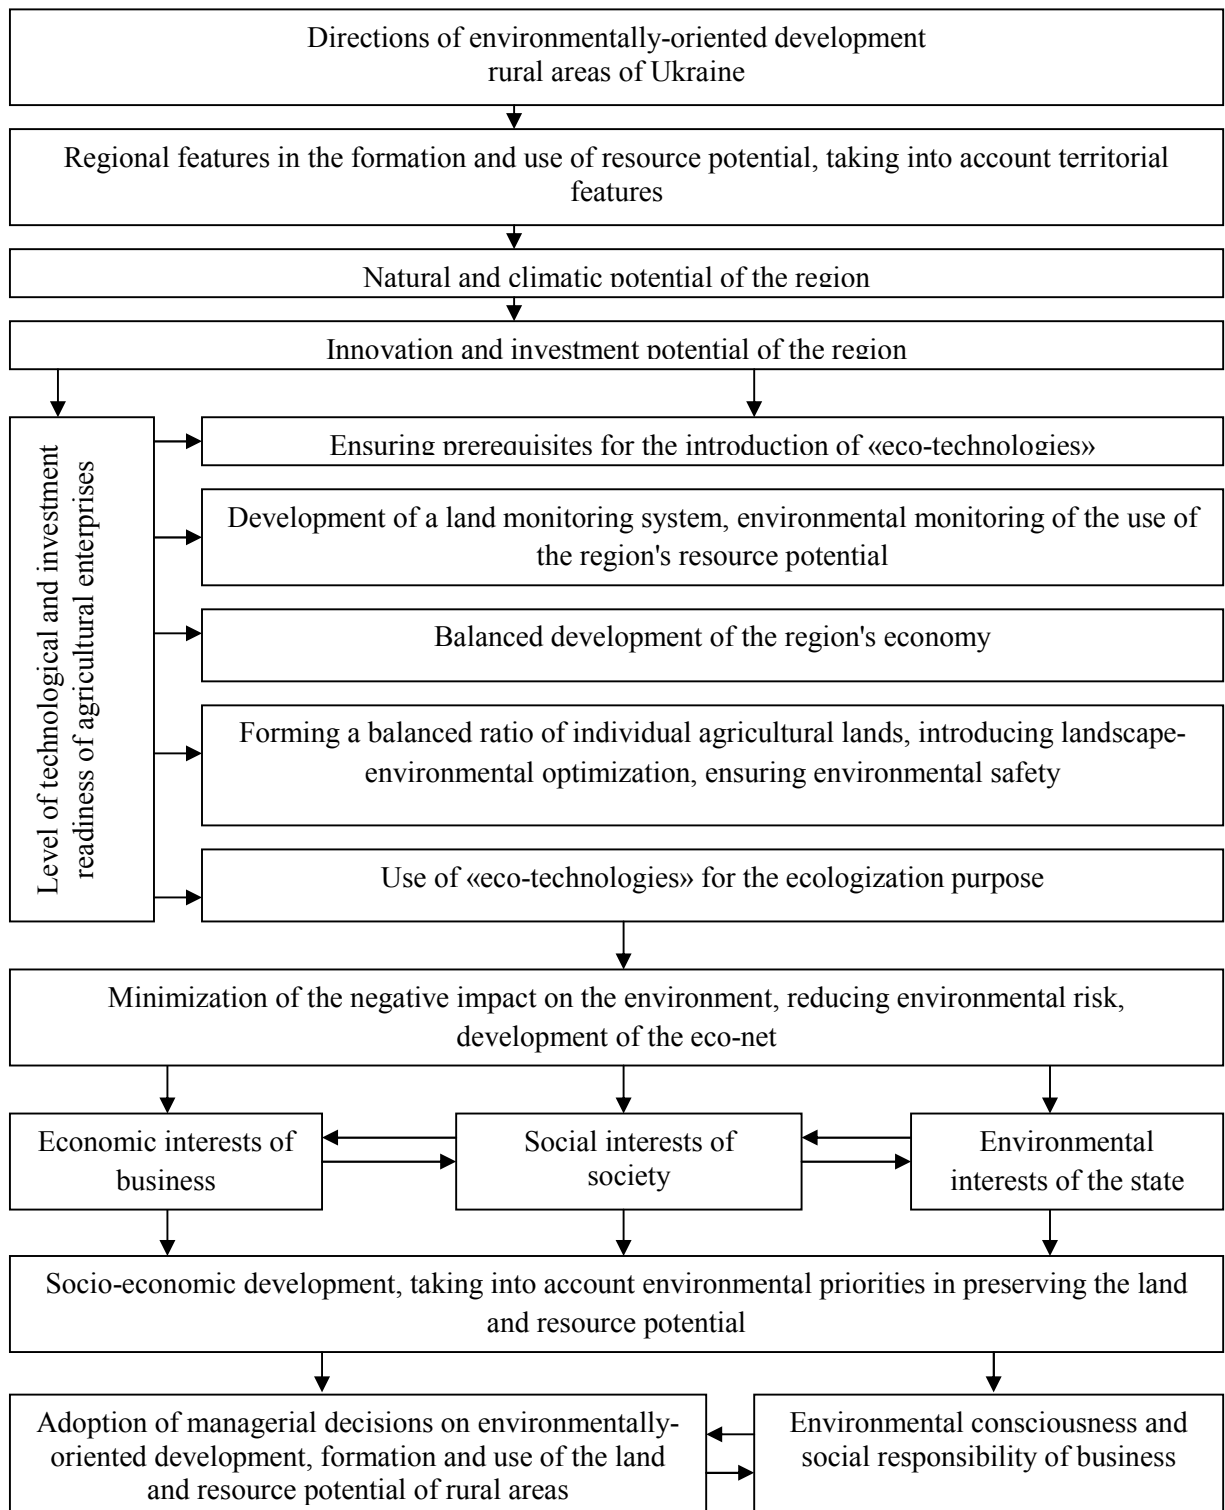 Directions of environmentally-oriented development
rural areas of Ukraine
Regional features in the formation and use of resource potential, taking into account territorial
features
Natural and climatic potential of the region
Innovation and investment potential of the region
Level of technological and investment
readiness of agricultural enterprises
Ensuring prerequisites for the introduction of «eco-technologies»
Development of a land monitoring system, environmental monitoring of the use of
the region's resource potential
Balanced development of the region's economy
Forming a balanced ratio of individual agricultural lands, introducing landscape-
environmental optimization, ensuring environmental safety
Use of «eco-technologies» for the ecologization purpose
Minimization of the negative impact on the environment, reducing environmental risk,
development of the eco-net
Economic interests of
business
Social interests of
society
Environmental
interests of the state
Socio-economic development, taking into account environmental priorities in preserving the land
and resource potential
Adoption of managerial decisions on environmentally-
oriented development, formation and use of the land
and resource potential of rural areas
Environmental consciousness and
social responsibility of business